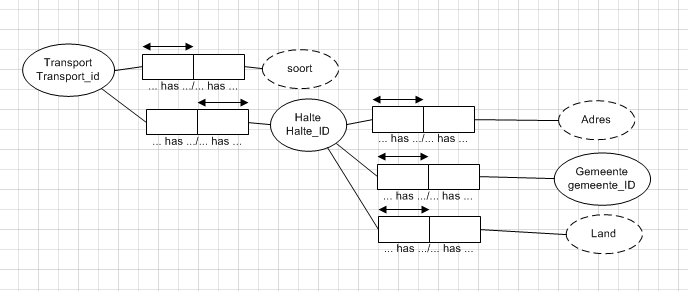 Transport
Transport_id
... has .../... has ...
soort
... has .../... has ...
Halte
Halte_ID
... has .../... has ...
Adres
... has .../... has ...
Gemeente
gemeente_ID
... has .../... has ...
Land